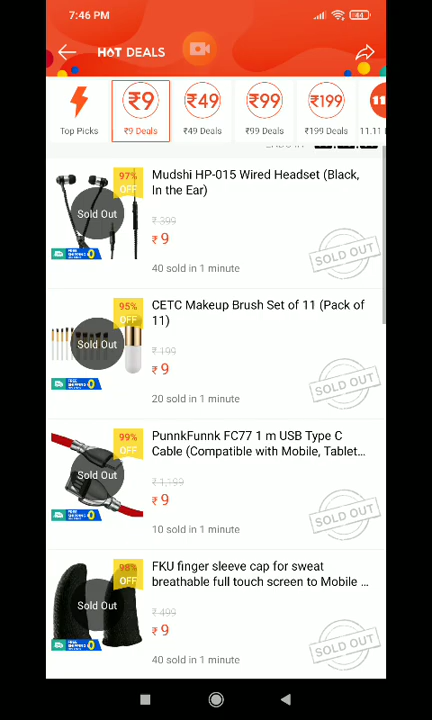 7:46 PM
44
HOT DEALS
₹9
₹49
₹99
₹199
11
Top Picks
₹9 Deals
₹49 Deals
₹99 Deals
₹199 Deals
11.11
97%
OFF
Mudshi HP-015 Wired Headset (Black,
In the Ear)
Sold Out
₹ 399
₹ 9
SOLD OUT
40 sold in 1 minute
95%
OFF
CETC Makeup Brush Set of 11 (Pack of
11)
Sold Out
₹ 199
₹ 9
SOLD OUT
20 sold in 1 minute
99%
OFF
PunnkFunnk FC77 1 m USB Type C
Cable (Compatible with Mobile, Tablet...
Sold Out
₹ 1,199
₹ 9
SOLD OUT
10 sold in 1 minute
98%
OFF
FKU finger sleeve cap for sweat
breathable full touch screen to Mobile ...
Sold Out
₹ 499
₹ 9
SOLD OUT
40 sold in 1 minute